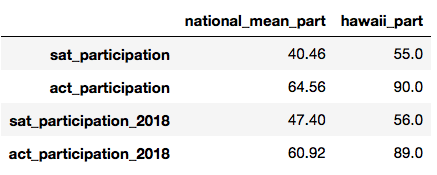 national_mean_part hawaii_part
sat_participation 40.46 55.0
act_participation 64.56 90.0
sat_participation_2018 47.40 56.0
act_participation_2018 60.92 89.0